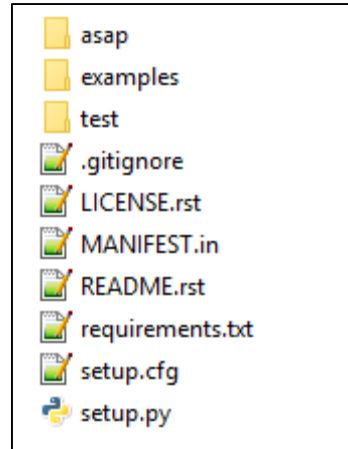 asap
examples
test
.gitignore
LICENSE.rst
MANIFEST.in
README.rst
requirements.txt
setup.cfg
setup.py